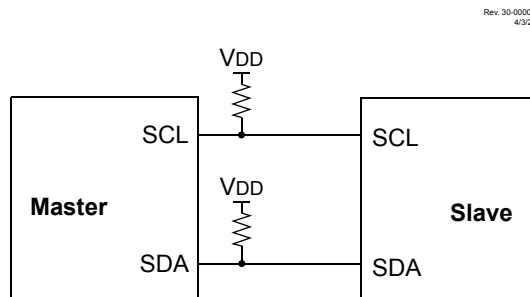 Rev. 30-0000
4/3/2
VDD
SCL
SCL
VDD
Master
Slave
SDA
SDA